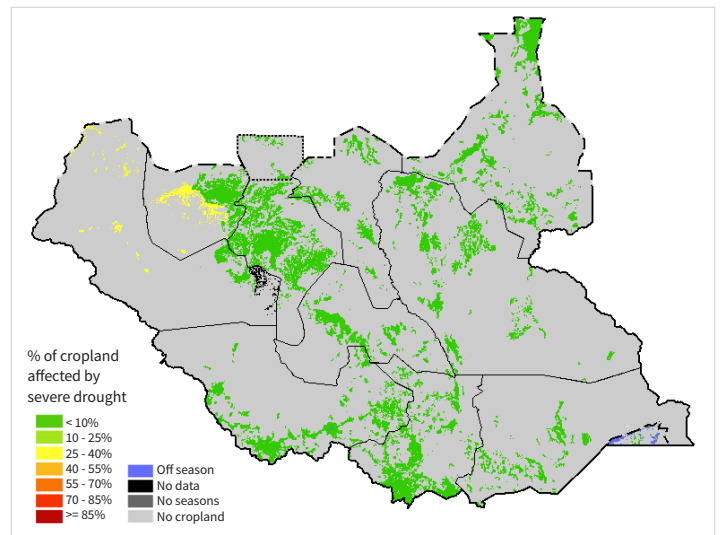 % of cropland
affected by
severe drought
< 10%
10 - 25%
25 - 40%
40 - 55%
55 - 70%
70 - 85%
>= 85%
Off season
No data
No seasons
No cropland